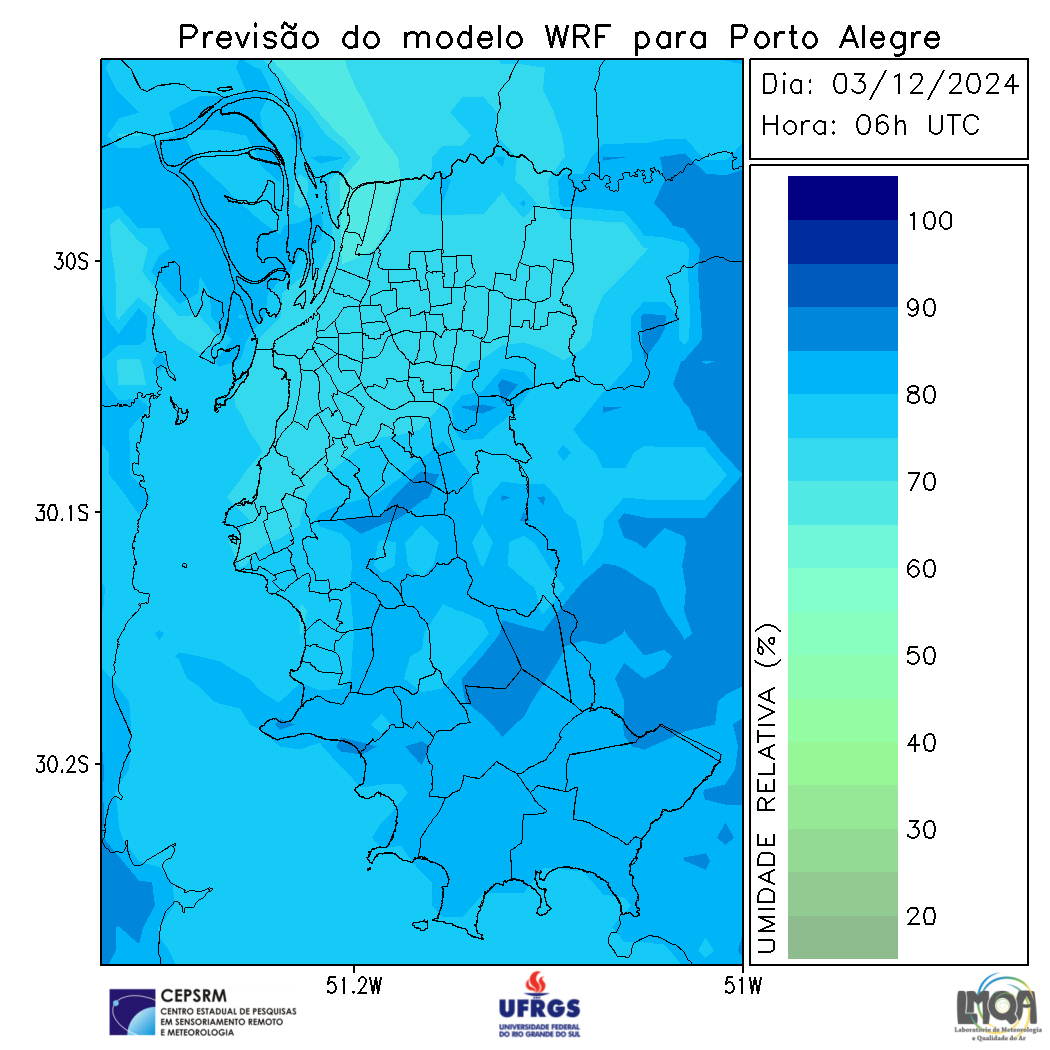 Previsão do modelo WRF para Porto Alegre
Dia: 03/12/2024
Hora: 06h UTC
100
90
80
70
60
50
40
30
20
UMIDADE RELATIVA (%)
30S
30.1S
30.2S
51.2W
51W
CEPSRM
CENTRO ESTADUAL DE PESQUISAS
EM SENSORIAMENTO REMOTO
E METEOROLOGIA
UFRGS
UNIVERSIDADE FEDERAL
DO RIO GRANDE DO SUL
LMQA
Laboratório de Meteorologia
e Qualidade do Ar